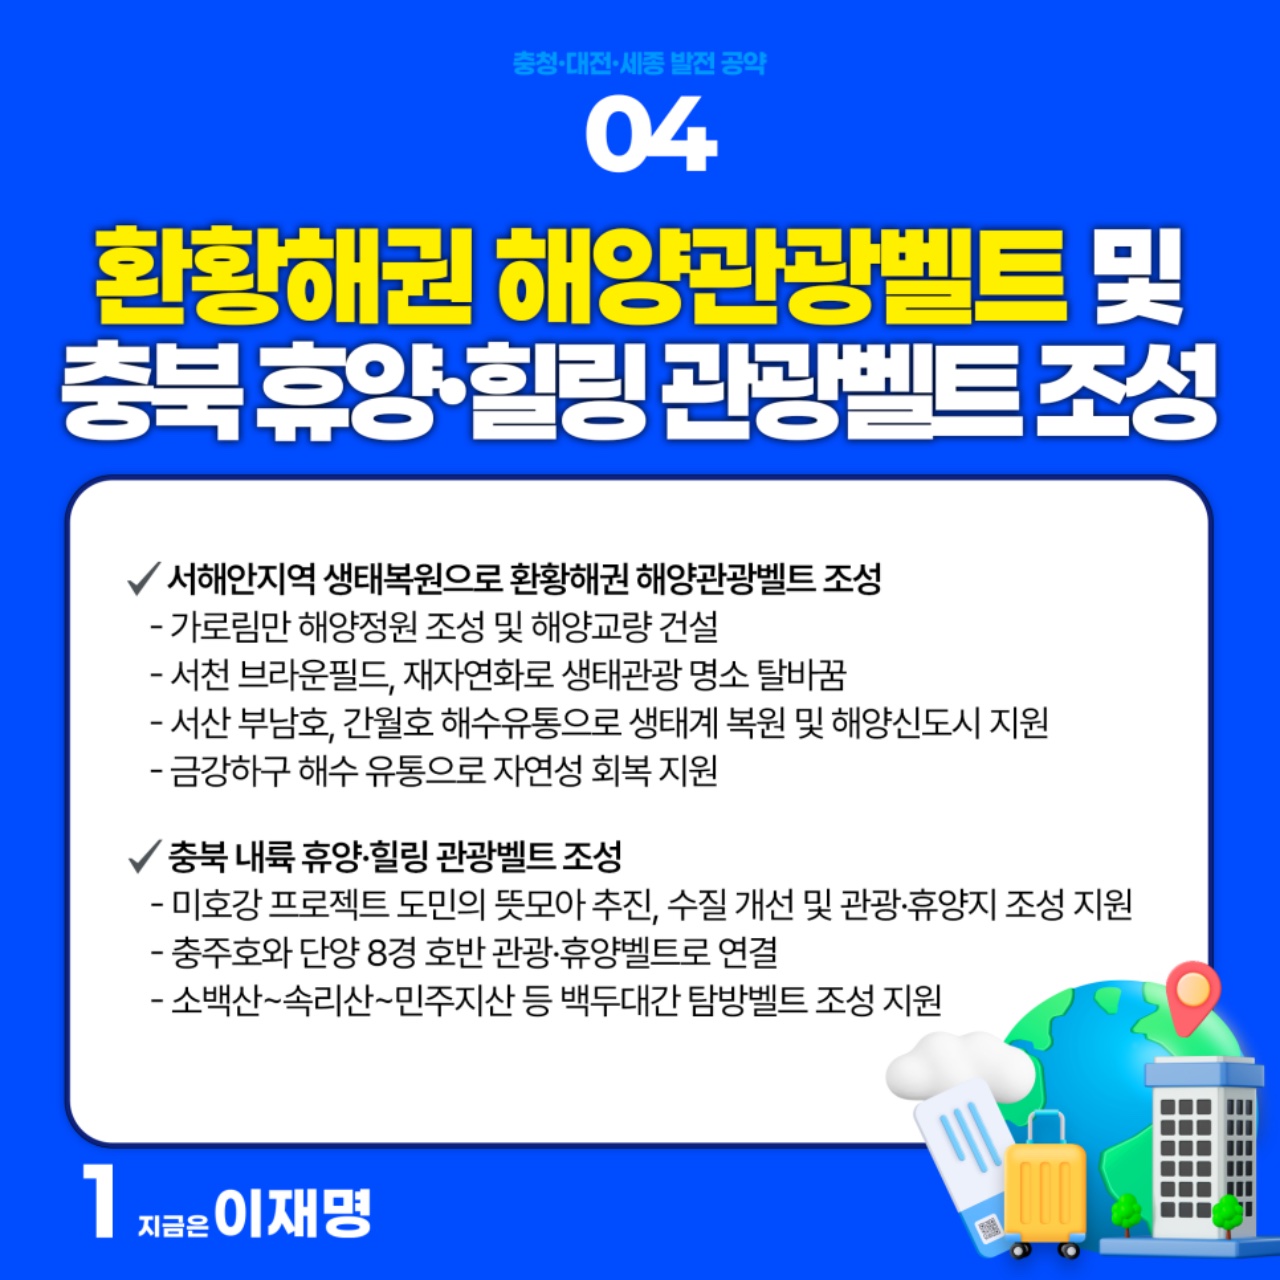 충청·대전·세종 발전 공약
04
환황해권 해양관광벨트 및
충북 휴양·힐링 관광벨트 조성
✓ 서해안지역 생태복원으로 환황해권 해양관광벨트 조성
- 가로림만 해양정원 조성 및 해양교량 건설
- 서천 브라운필드, 재자연화로 생태관광 명소 탈바꿈
- 서산 부남호, 간월호 해수유통으로 생태계 복원 및 해양신도시 지원
- 금강하구 해수 유통으로 자연성 회복 지원
✓ 충북 내륙 휴양·힐링 관광벨트 조성
- 미호강 프로젝트 도민의 뜻모아 추진, 수질 개선 및 관광·휴양지 조성 지원
- 충주호와 단양 8경 호반 관광·휴양벨트로 연결
- 소백산~속리산~민주지산 등 백두대간 탐방벨트 조성 지원
1 지금은 이재명